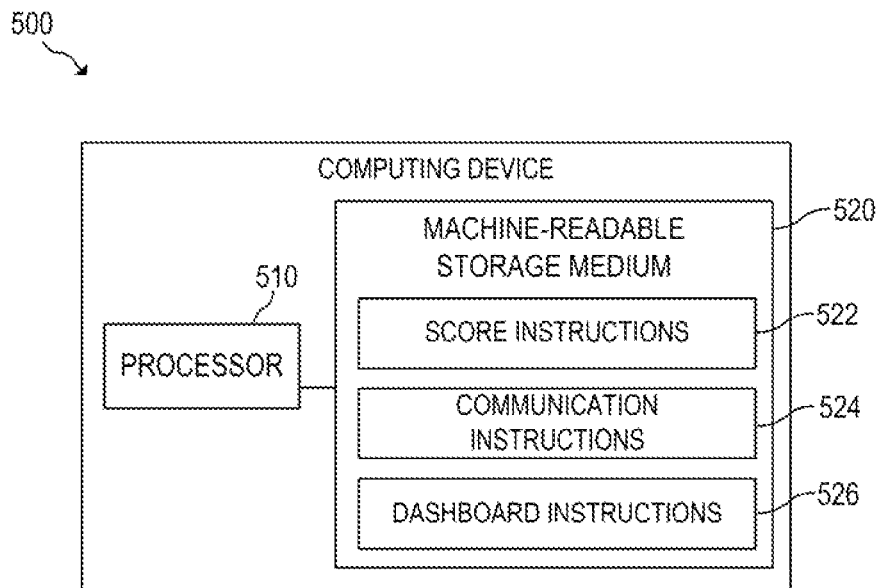 500
COMPUTING DEVICE
520
MACHINE-READABLE
STORAGE MEDIUM
510
PROCESSOR
522
SCORE INSTRUCTIONS
524
COMMUNICATION
INSTRUCTIONS
526
DASHBOARD INSTRUCTIONS